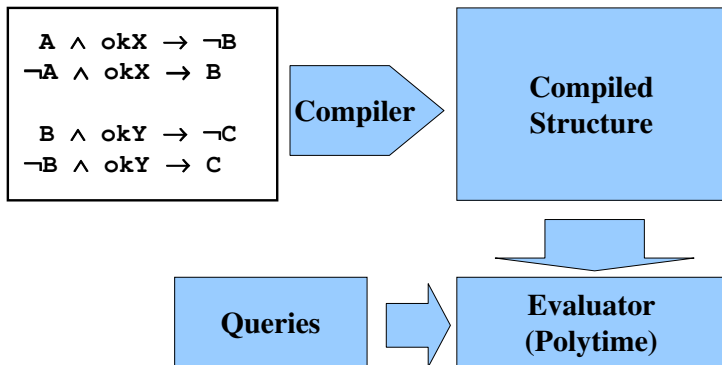 A ∧ okX → ¬B
¬A ∧ okX → B
B ∧ okY → ¬C
¬B ∧ okY → C
Compiler
Compiled
Structure
Queries
Evaluator
(Polytime)